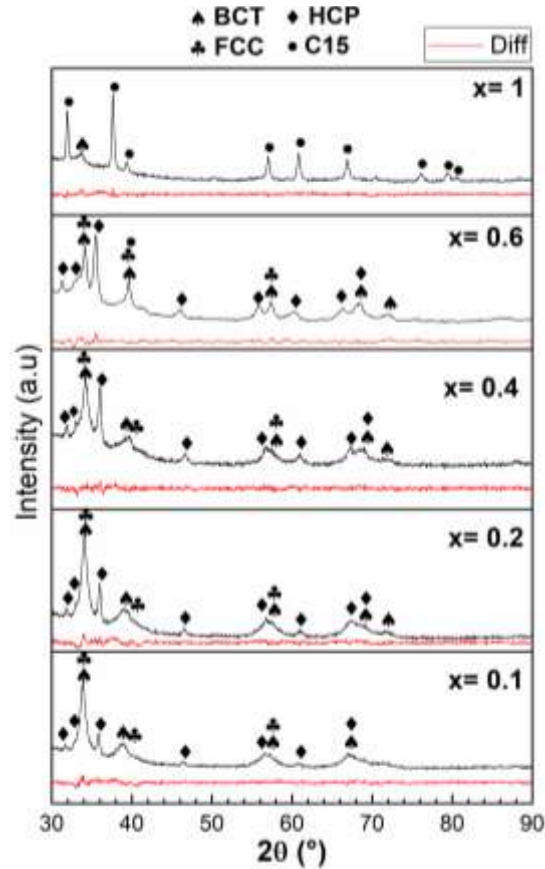 ♠ BCT ♦ HCP
♣ FCC • C15
Diff
x= 1
x= 0.6
x= 0.4
x= 0.2
x= 0.1
Intensity (a.u)
30 40 50 60 70 80 90
2θ (°)